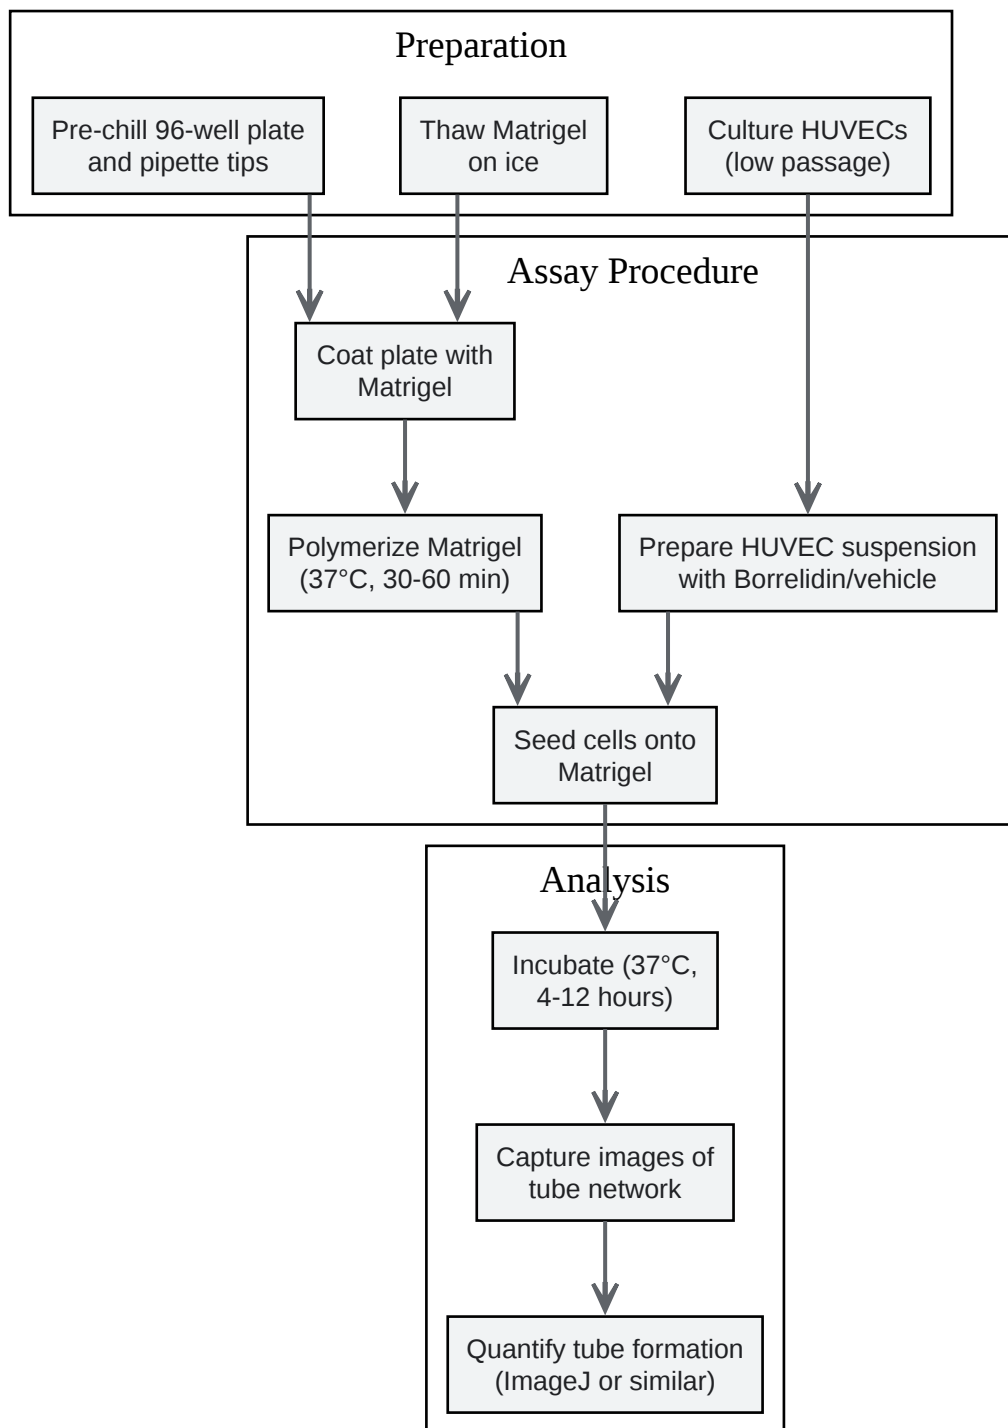 Preparation
Pre-chill 96-well plate
and pipette tips
Thaw Matrigel
on ice
Culture HUVECs
(low passage)
Assay Procedure
Coat plate with
Matrigel
Polymerize Matrigel
(37°C, 30-60 min)
Prepare HUVEC suspension
with Borrelidin/vehicle
Seed cells onto
Matrigel
Analysis
Incubate (37°C,
4-12 hours)
Capture images of
tube network
Quantify tube formation
(ImageJ or similar)